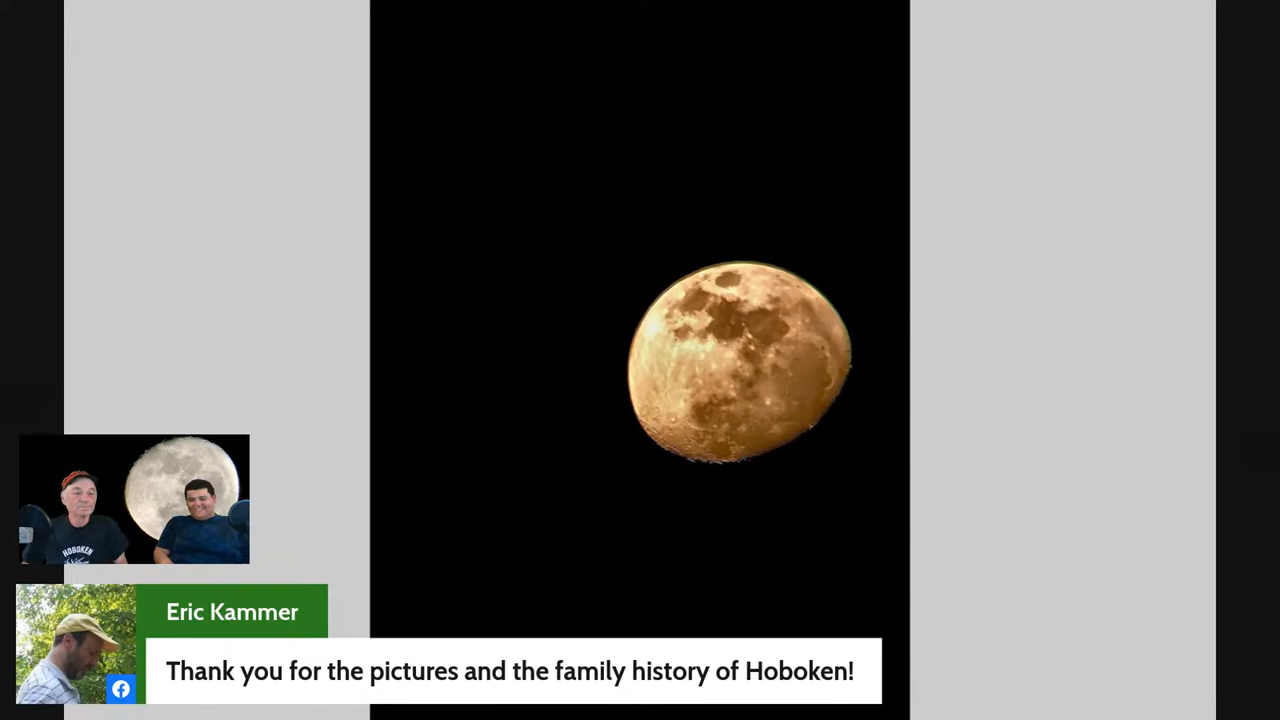 HOBOKEN
Eric Kammer
Thank you for the pictures and the family history of Hoboken!